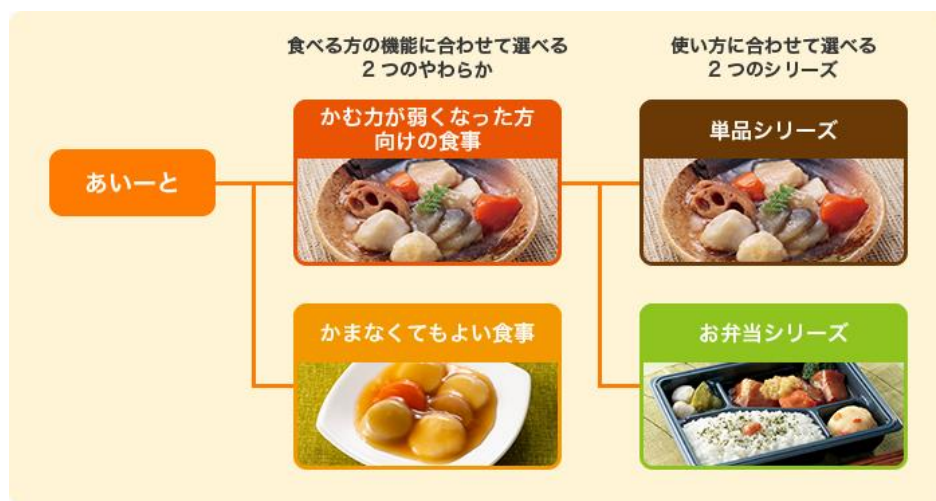 食べる方の機能に合わせて選べる
2つのやわらか
使い方に合わせて選べる
2つのシリーズ
あいーと
かむ力が弱くなった方
向けの食事
単品シリーズ
かまなくてもよい食事
お弁当シリーズ